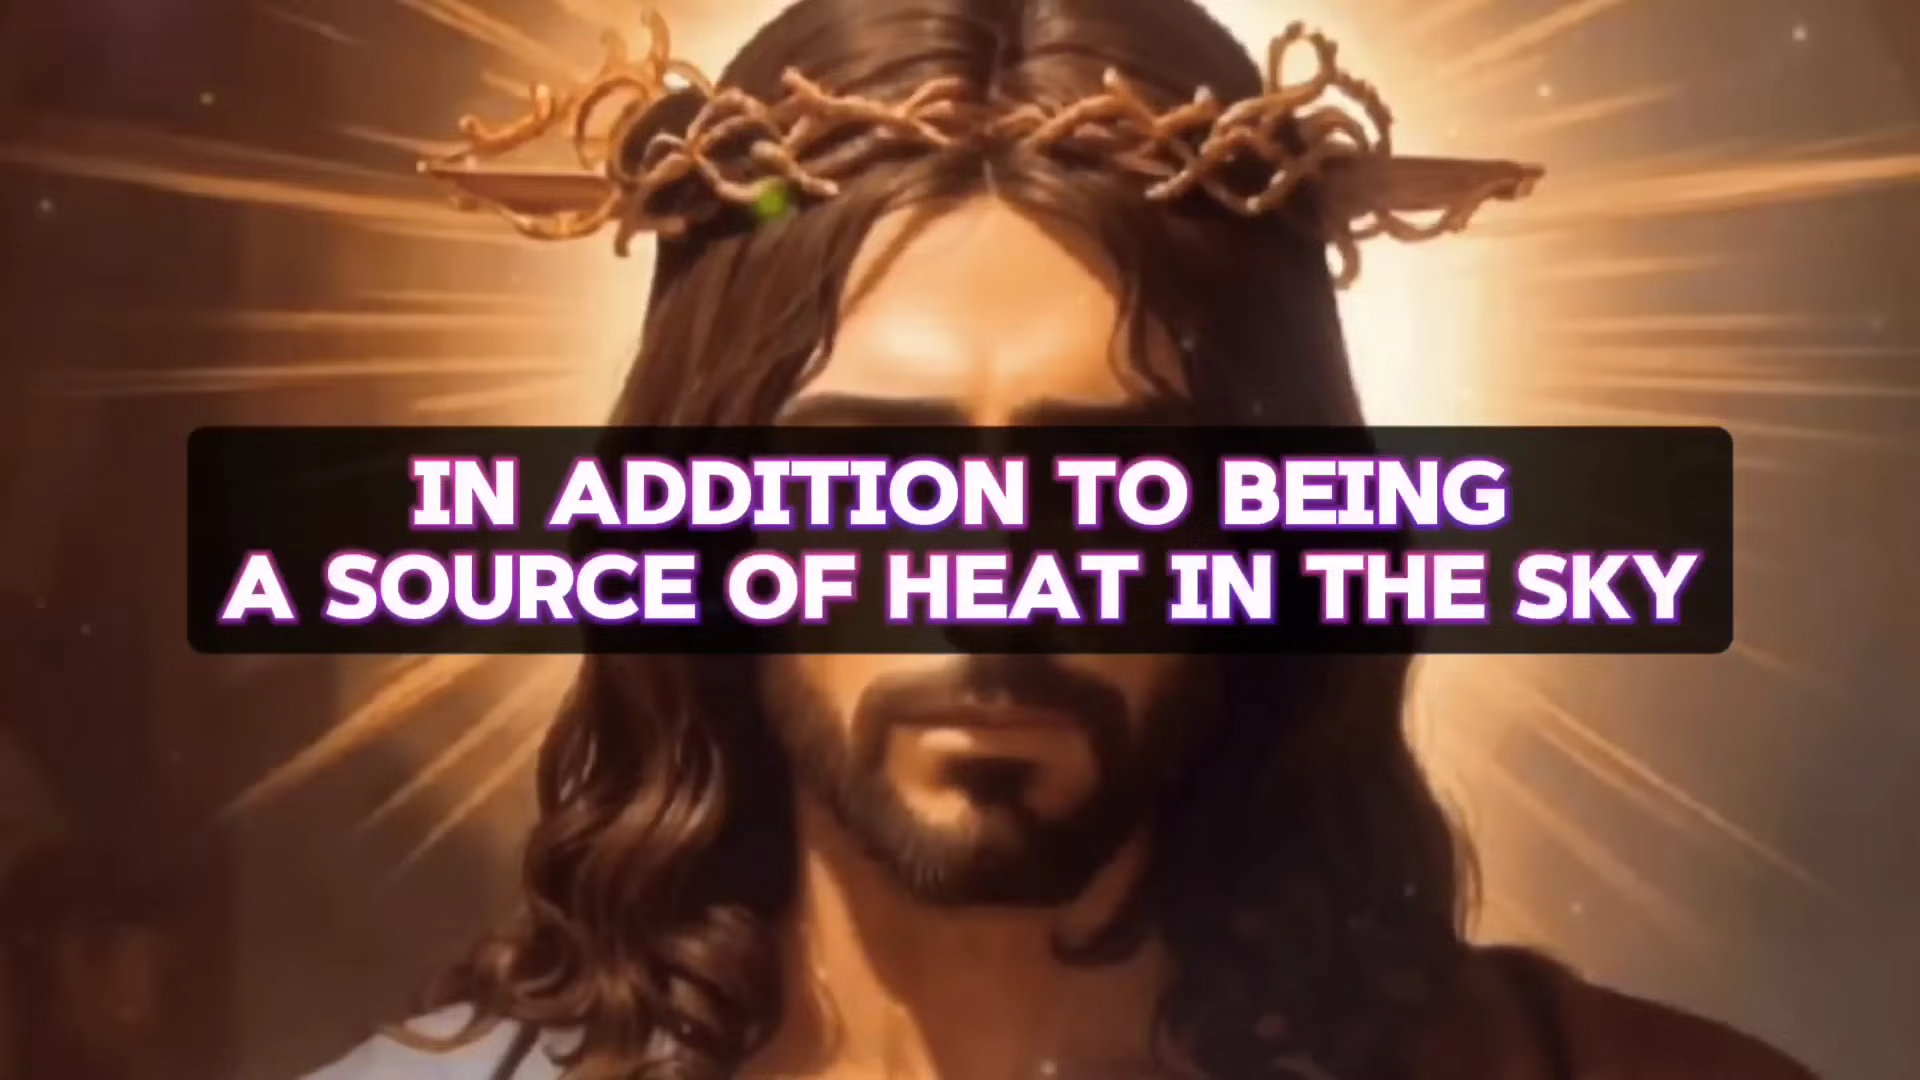 IN ADDITION TO BEING
A SOURCE OF HEAT IN THE SKY